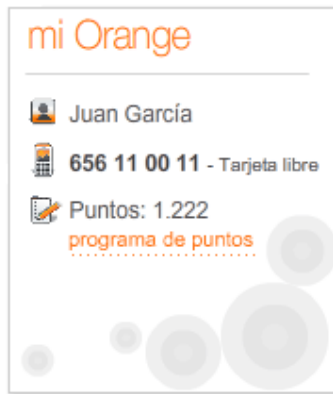 mi Orange
Juan García
656 11 00 11 - Tarjeta libre
Puntos: 1.222
programa de puntos